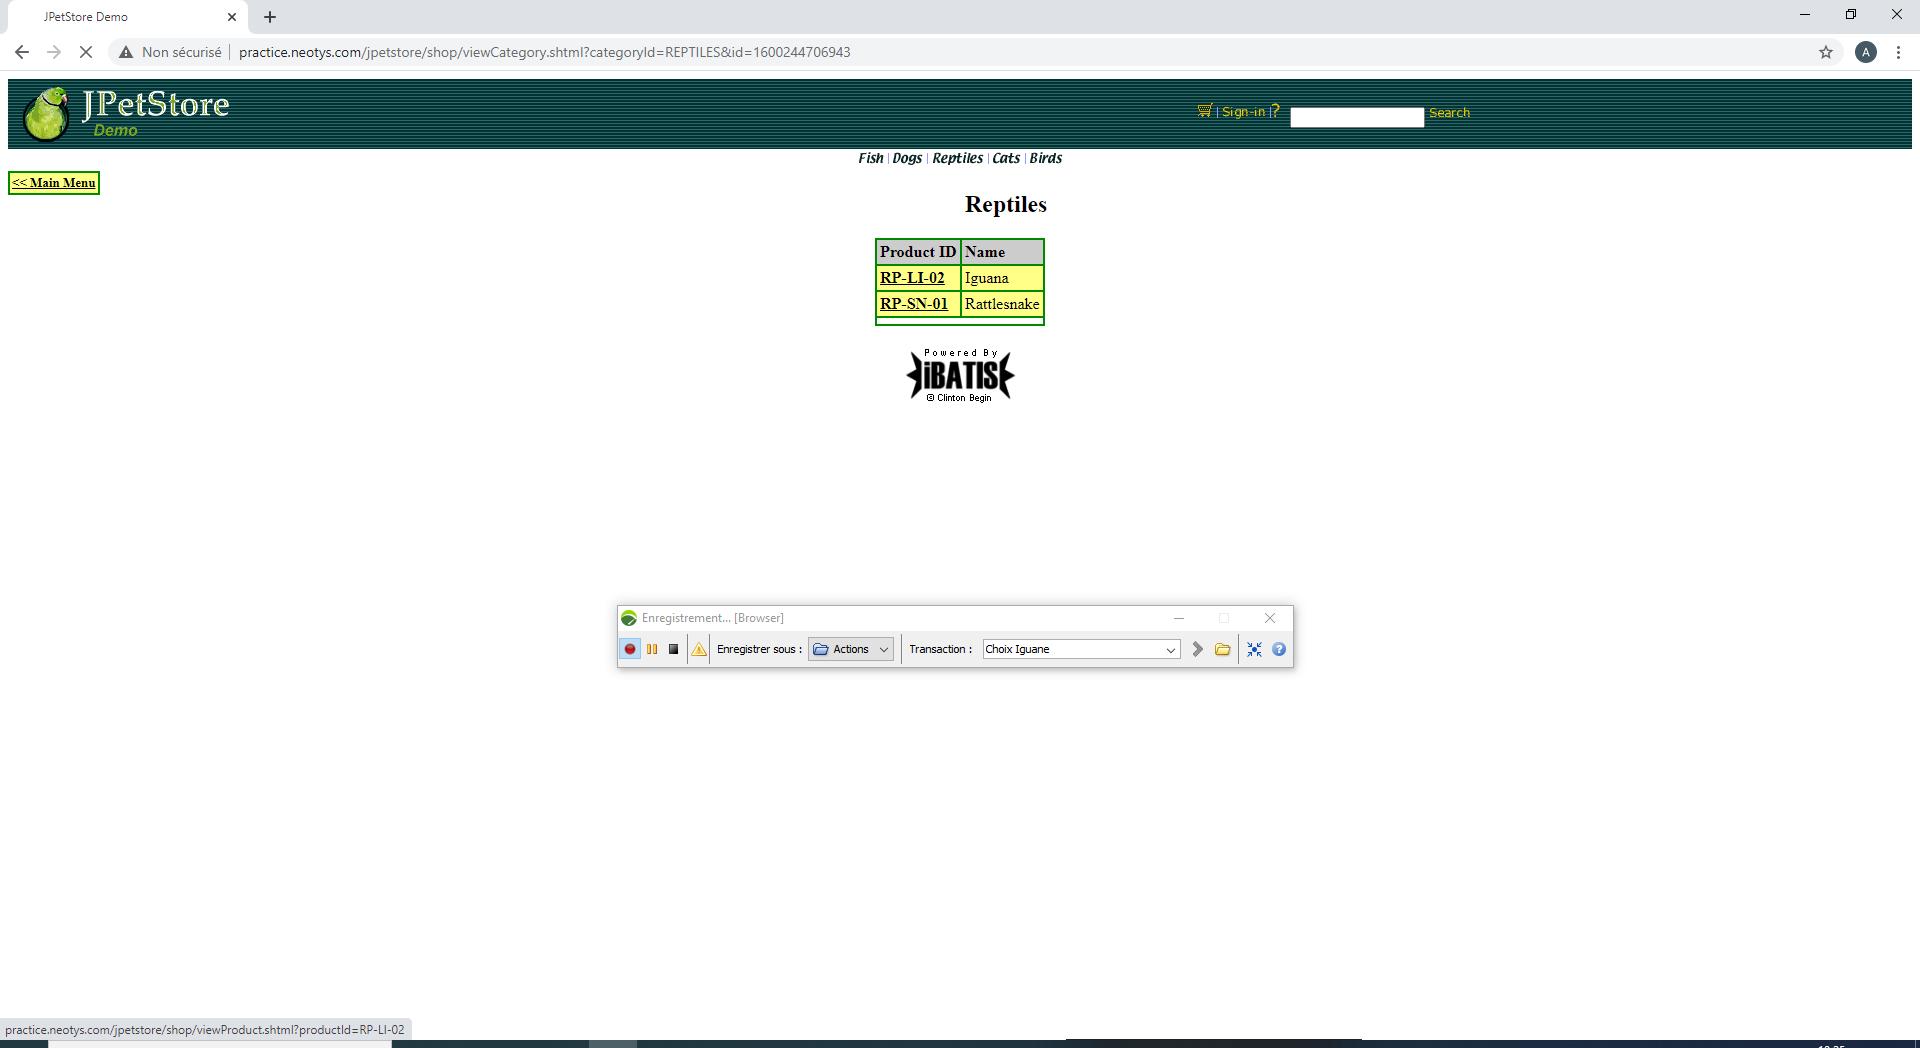 JPetStore Demo
Non sécurisé practice.neotys.com/jpetstore/shop/viewCategory.shtml?categoryId=REPTILES&id=1600244706943 A
JPetStore
Demo
| Sign-in | ? Search
Fish | Dogs | Reptiles | Cats | Birds
<< Main Menu
Reptiles
Product ID Name
RP-LI-02 Iguana
RP-SN-01 Rattlesnake
Powered By
iBATIS
© Clinton Begin
Enregistrement... [Browser]
Enregistrer sous : Actions Transaction : Choix Iguane
practice.neotys.com/jpetstore/shop/viewProduct.shtml?productId=RP-LI-02